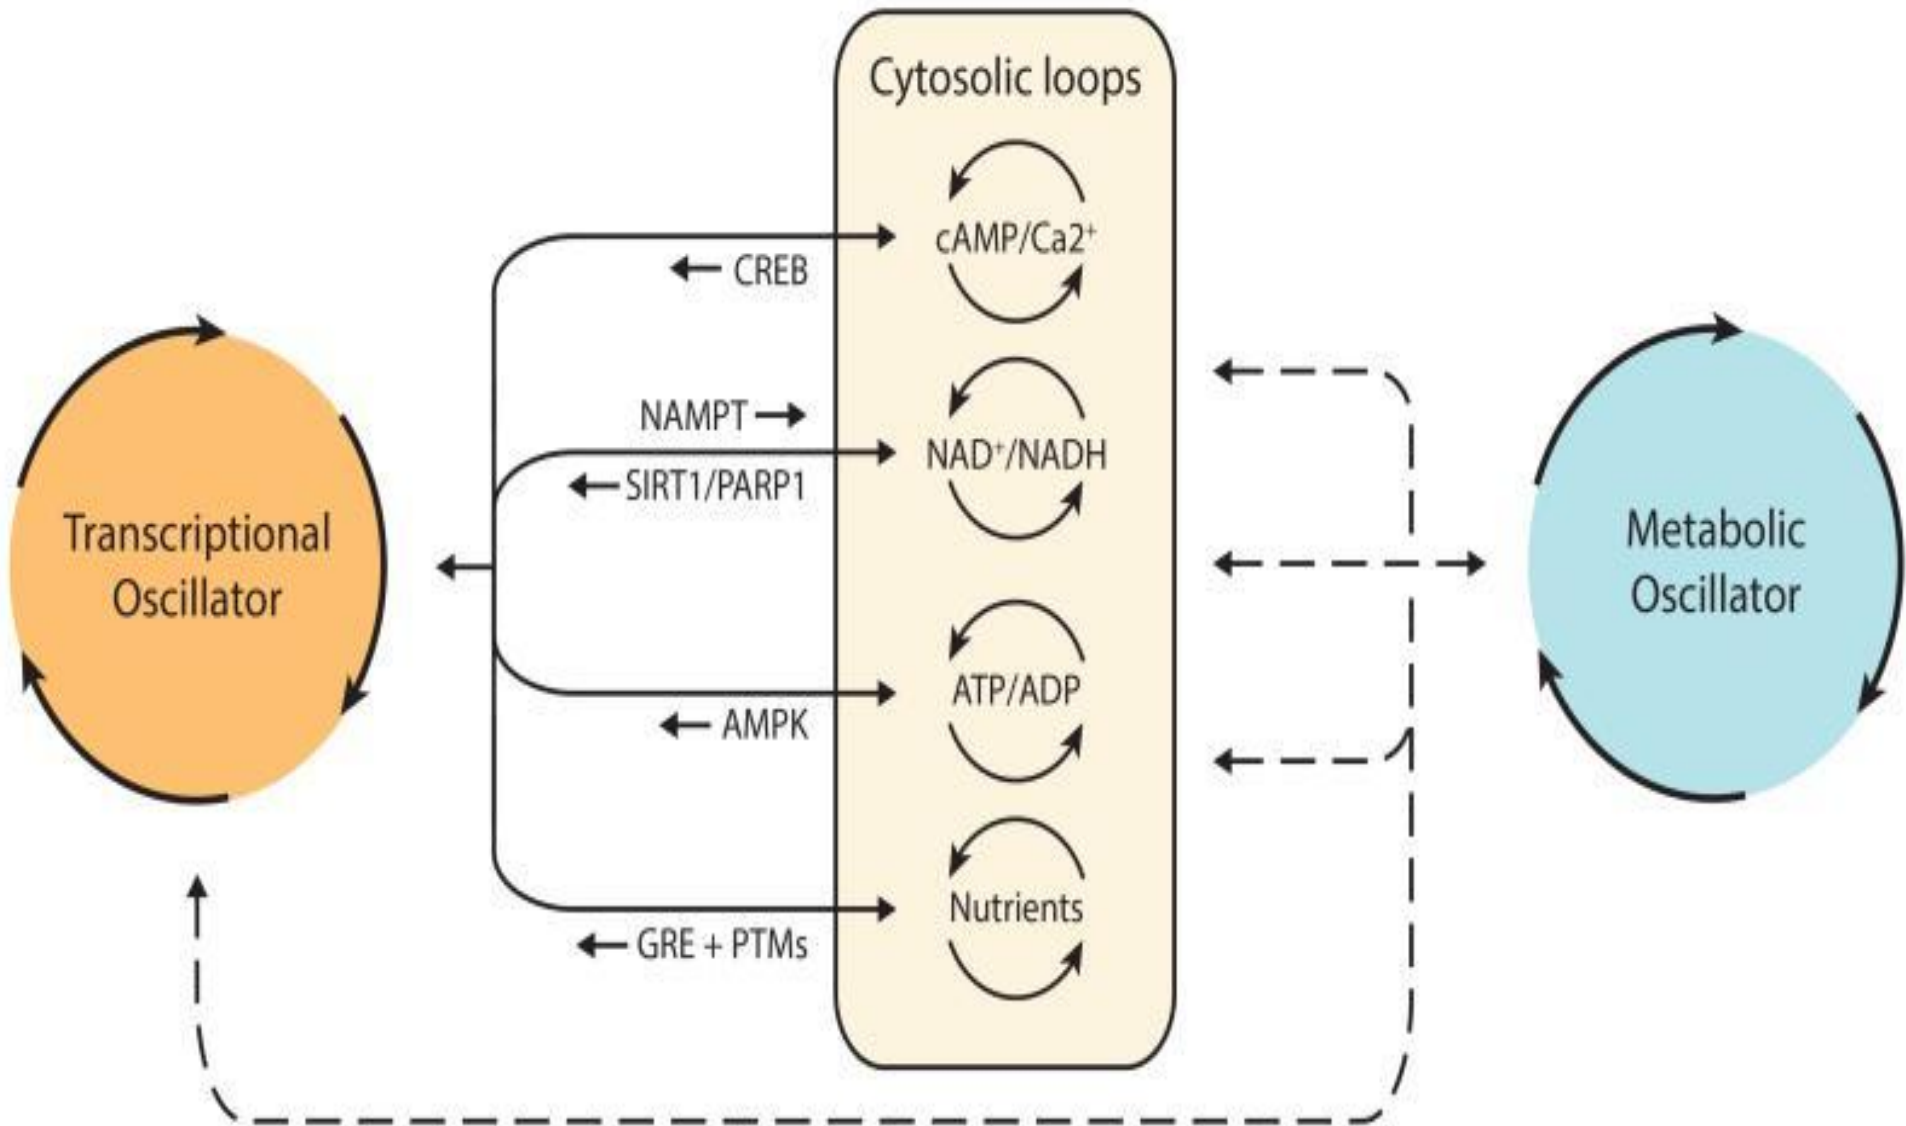 Cytosolic loops
cAMP/Ca2⁺
CREB
NAMPT
NAD⁺/NADH
SIRT1/PARP1
Transcriptional
Oscillator
Metabolic
Oscillator
ATP/ADP
AMPK
Nutrients
GRE + PTMs